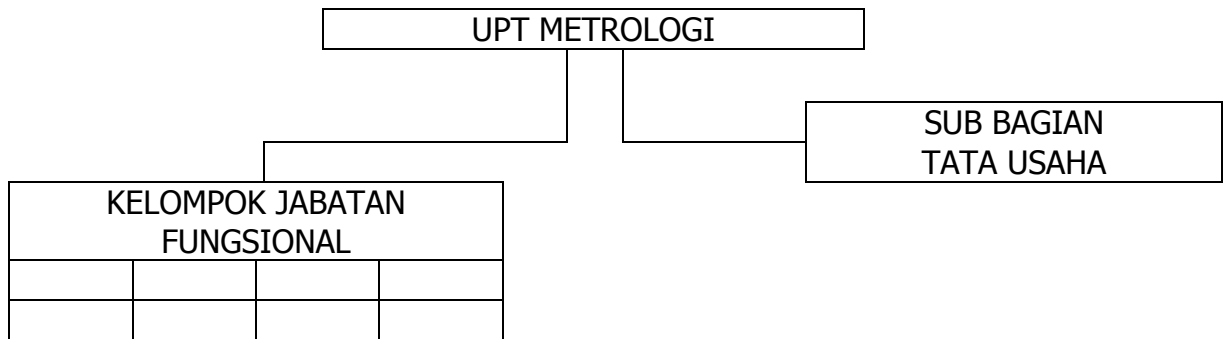 UPT METROLOGI
SUB BAGIAN
TATA USAHA
KELOMPOK JABATAN
FUNGSIONAL